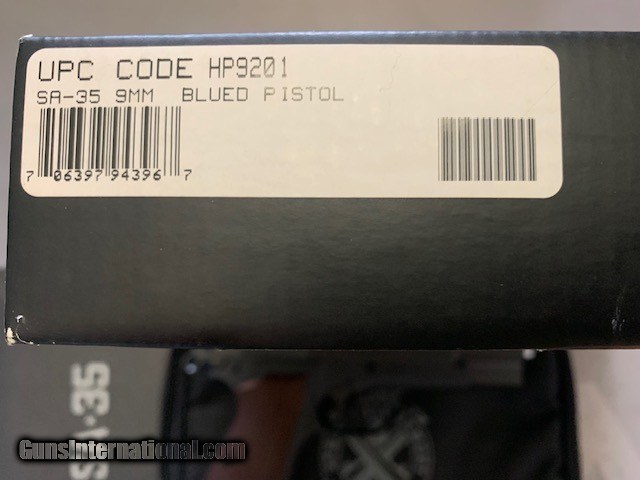 UPC CODE HP9201
SA-35 9MM BLUED PISTOL
7 06397 94396 7
SA-35
GunsInternational.com